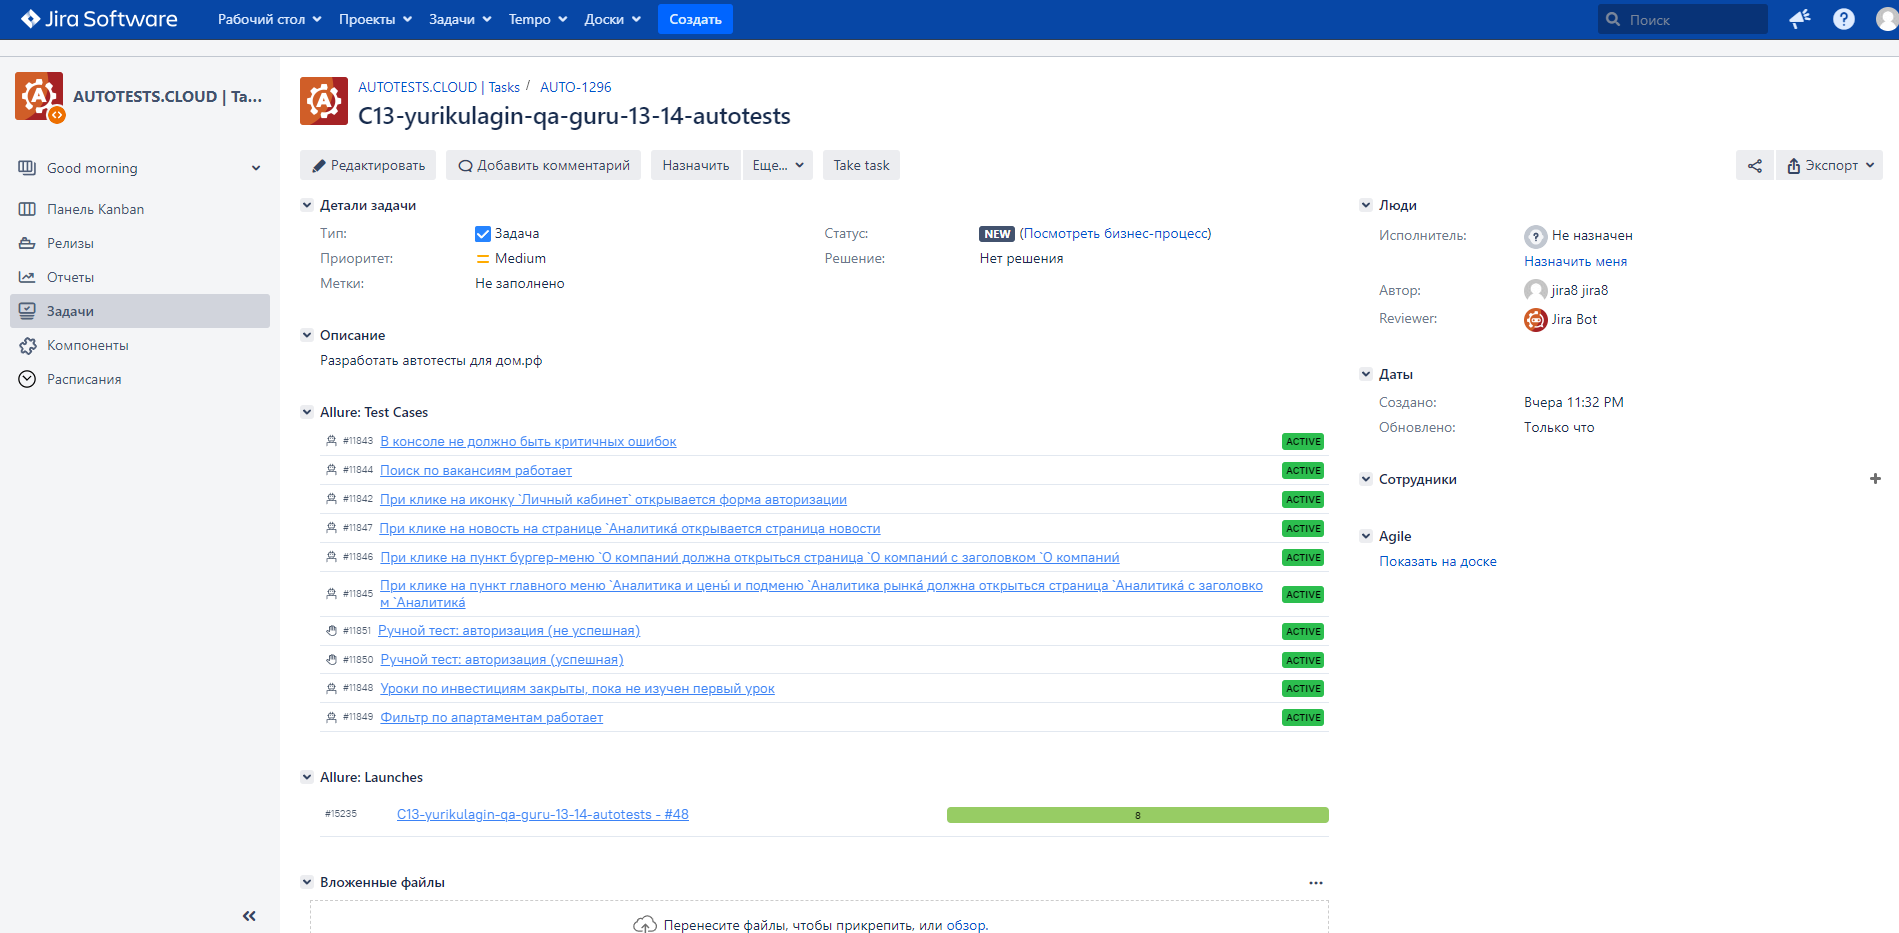 Jira Software
Рабочий стол
Проекты
Задачи
Tempo
Доски
Создать
Поиск
AUTOTESTS.CLOUD | Ta...
Good morning
Панель Kanban
Релизы
Отчеты
Задачи
Компоненты
Расписания
AUTOTESTS.CLOUD | Tasks / AUTO-1296
C13-yurikulagin-qa-guru-13-14-autotests
Редактировать
Добавить комментарий
Назначить
Еще...
Take task
Экспорт
Детали задачи
Тип: Задача
Статус: NEW (Посмотреть бизнес-процесс)
Приоритет: Medium
Решение: Нет решения
Метки: Не заполнено
Описание
Разработать автотесты для дом.рф
Allure: Test Cases
#11843 В консоле не должно быть критичных ошибок ACTIVE
#11844 Поиск по вакансиям работает ACTIVE
#11842 При клике на иконку `Личный кабинет` открывается форма авторизации ACTIVE
#11847 При клике на новость на странице `Аналитика́ открывается страница новости ACTIVE
#11846 При клике на пункт бургер-меню `О компании́ должна открыться страница `О компании́ с заголовком `О компании́ ACTIVE
#11845 При клике на пункт главного меню `Аналитика и цены́ и подменю `Аналитика рынка́ должна открыться страница `Аналитика́ с заголовко
м `Аналитика́ ACTIVE
#11851 Ручной тест: авторизация (не успешная) ACTIVE
#11850 Ручной тест: авторизация (успешная) ACTIVE
#11848 Уроки по инвестициям закрыты, пока не изучен первый урок ACTIVE
#11849 Фильтр по апартаментам работает ACTIVE
Allure: Launches
#15235 C13-yurikulagin-qa-guru-13-14-autotests - #48 8
Вложенные файлы
Перенесите файлы, чтобы прикрепить, или обзор.
Люди
Исполнитель: Не назначен
Назначить меня
Автор: jira8 jira8
Reviewer: Jira Bot
Даты
Создано: Вчера 11:32 PM
Обновлено: Только что
Сотрудники
Agile
Показать на доске